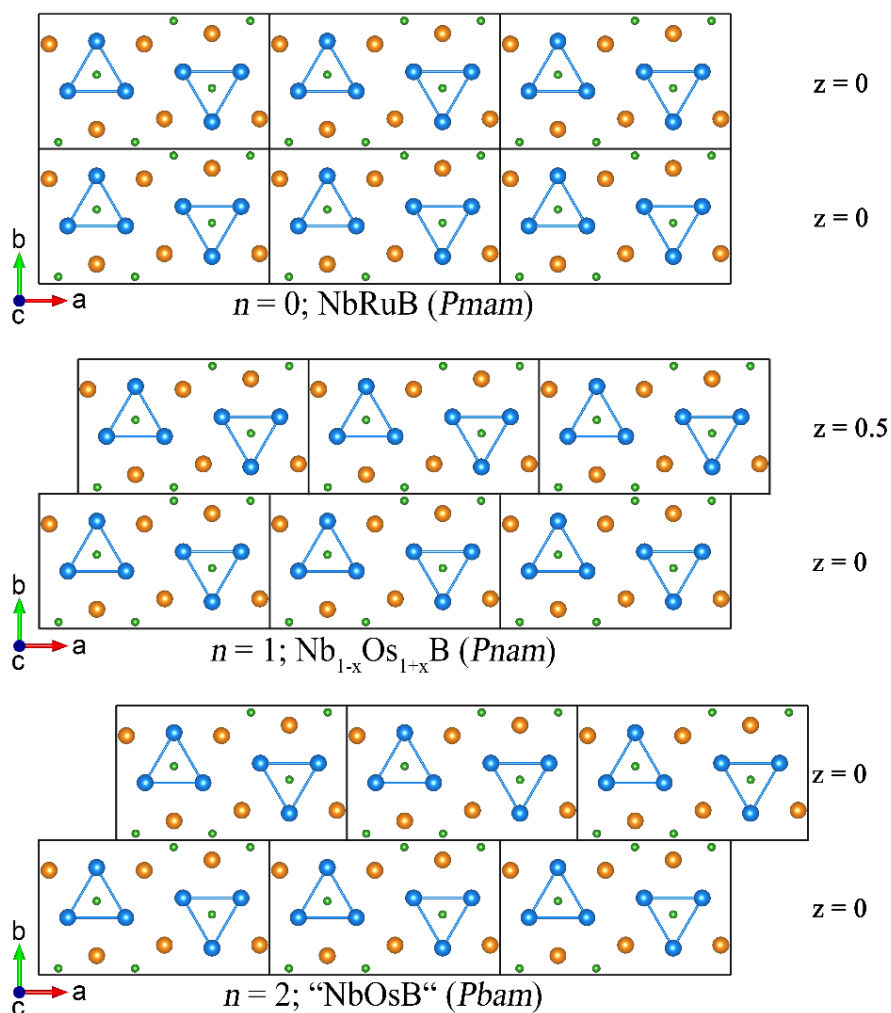 z = 0
z = 0
b
c a
n = 0; NbRuB (Pmam)
z = 0.5
z = 0
b
c a
n = 1; Nb1-xOs1+xB (Pnam)
z = 0
z = 0
b
c a
n = 2; “NbOsB“ (Pbam)